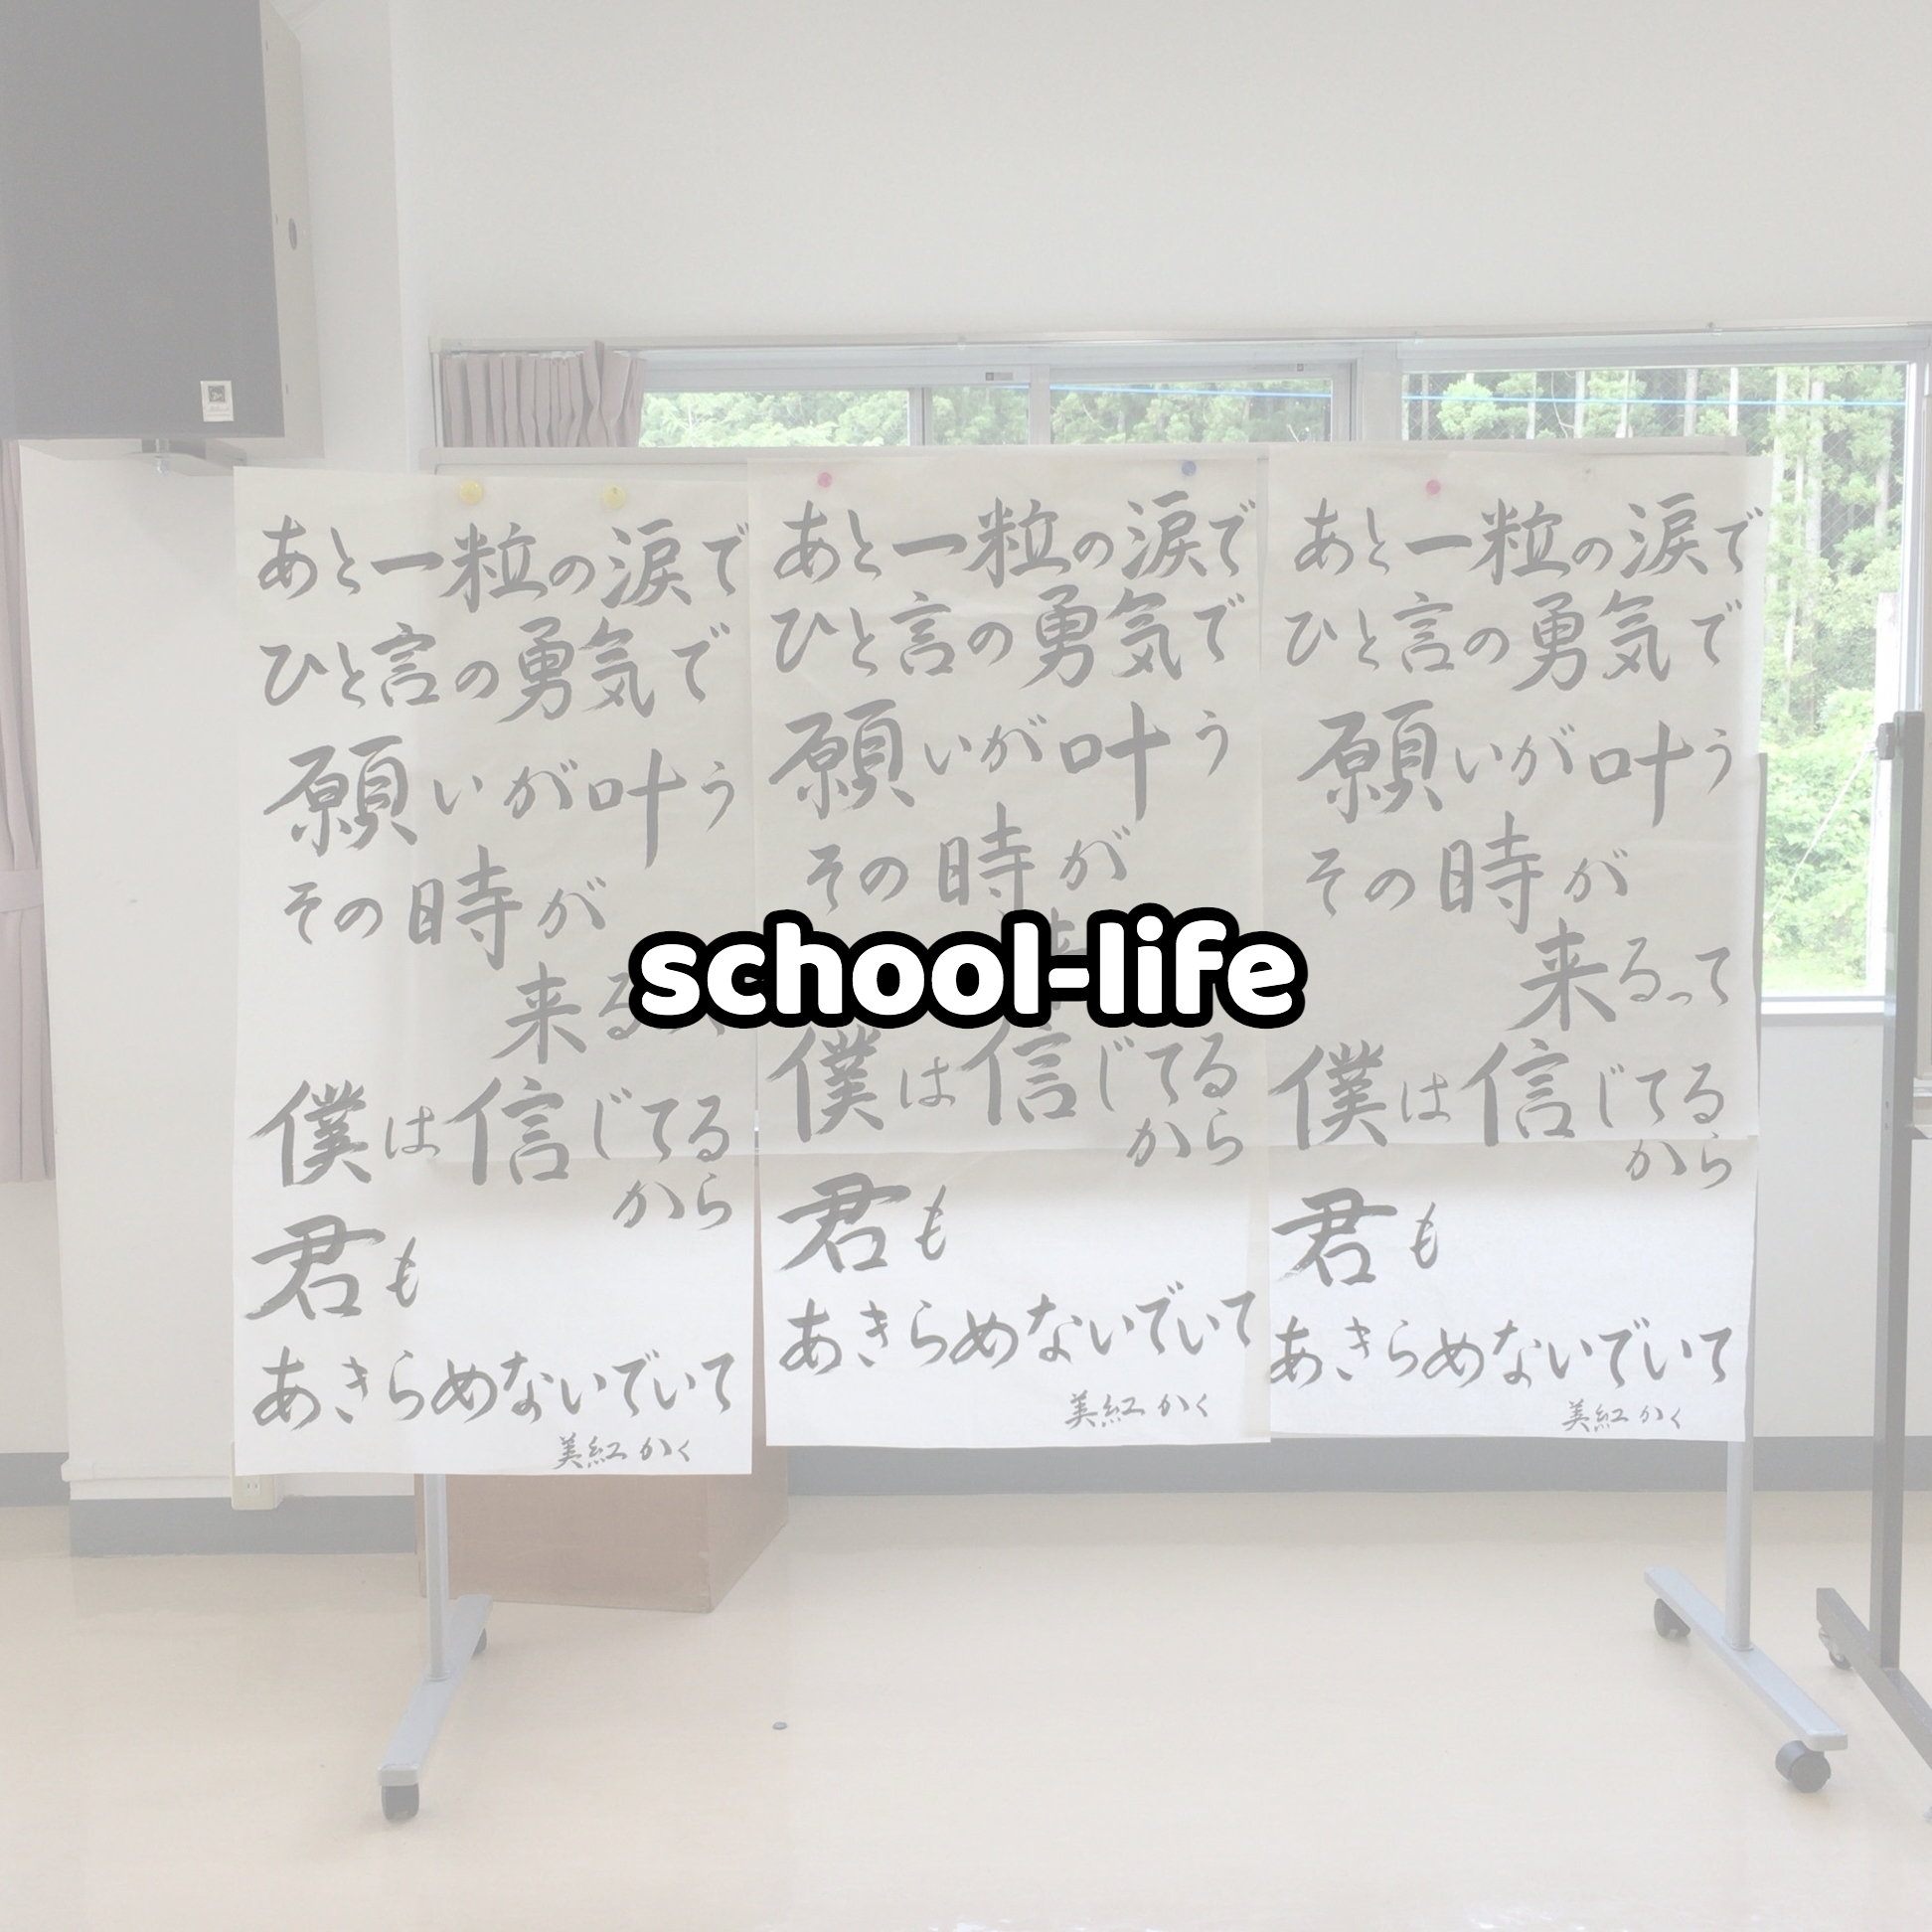 あと一粒の涙で
ひと言の勇気で
願いが叶う
その時が
来る
僕は信じてる
から
君も
あきらめないでいて
美紅かく
あと一粒の涙で
ひと言の勇気で
願いが叶う
その時が
僕は信じてる
から
君も
あきらめないでいて
美紅かく
あと一粒の涙で
ひと言の勇気で
願いが叶う
その時が
来るって
僕は信じてる
から
君も
あきらめないでいて
美紅かく
school-life